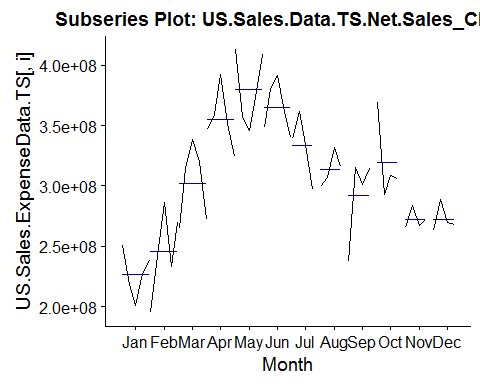 Subseries Plot: US.Sales.Data.TS.Net.Sales_
US.Sales.ExpenseData.TS[, i]
4.0e+08
3.5e+08
3.0e+08
2.5e+08
2.0e+08
Jan Feb Mar Apr May Jun Jul Aug Sep Oct Nov Dec
Month